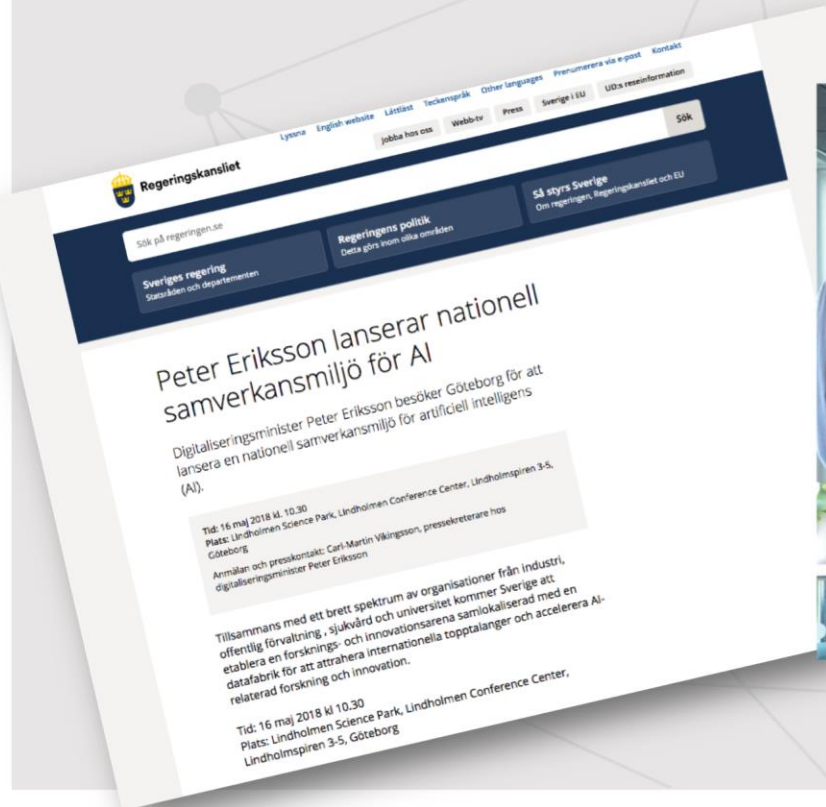 Lyssna English website Lättläst Teckenspråk Other languages Prenumerera via e-post Kontakt
Jobba hos oss Webb-tv Press Sverige i EU UD:s reseinformation
Regeringskansliet
Sök på regeringen.se
Sök
Sveriges regering
Statsråden och departementen
Regeringens politik
Detta görs inom olika områden
Så styrs Sverige
Om regeringen, Regeringskansliet och EU
Peter Eriksson lanserar nationell
samverkansmiljö för AI
Digitaliseringsminister Peter Eriksson besöker Göteborg för att
lansera en nationell samverkansmiljö för artificiell intelligens
(AI).
Tid: 16 maj 2018 kl. 10.30
Plats: Lindholmen Science Park, Lindholmen Conference Center, Lindholmspiren 3-5,
Göteborg
Anmälan och presskontakt: Carl-Martin Vikingsson, pressekreterare hos
digitaliseringsminister Peter Eriksson
Tillsammans med ett brett spektrum av organisationer från industri,
offentlig förvaltning , sjukvård och universitet kommer Sverige att
etablera en forsknings- och innovationsarena samlokaliserad med en
datafabrik för att attrahera internationella topptalanger och accelerera AI-
relaterad forskning och innovation.
Tid: 16 maj 2018 kl 10.30
Plats: Lindholmen Science Park, Lindholmen Conference Center,
Lindholmspiren 3-5, Göteborg